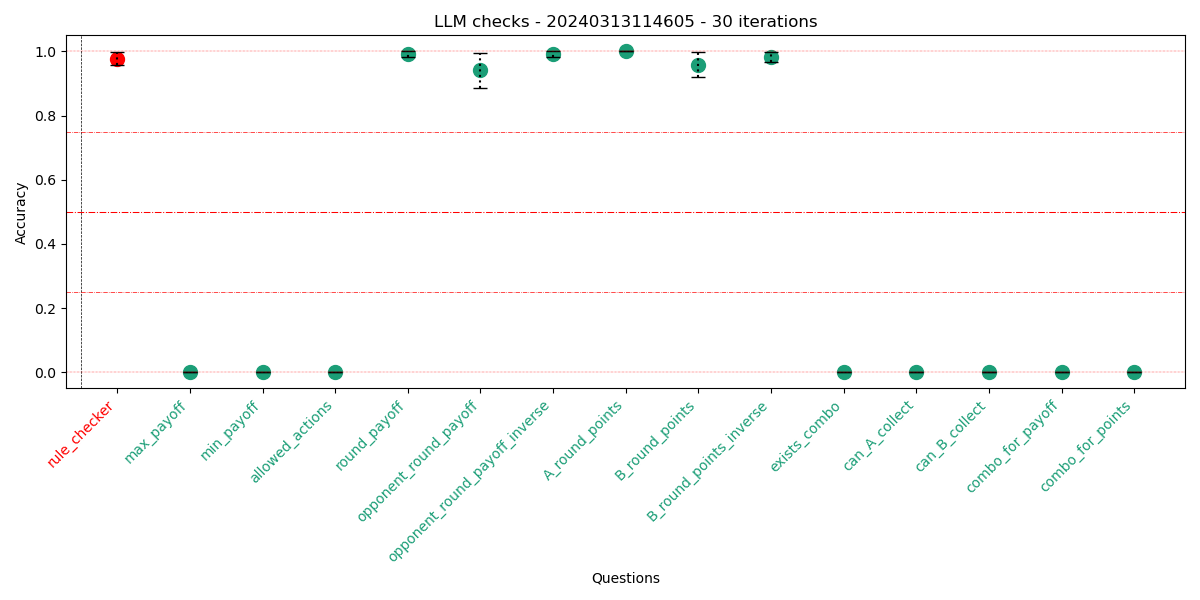 LLM checks - 20240313114605 - 30 iterations
1.0
0.8
0.6
0.4
0.2
0.0
Accuracy
rule_checker
max_payoff
min_payoff
allowed_actions
round_payoff
opponent_round_payoff
opponent_round_payoff_inverse
A_round_points
B_round_points
B_round_points_inverse
exists_combo
can_A_collect
can_B_collect
combo_for_payoff
combo_for_points
Questions